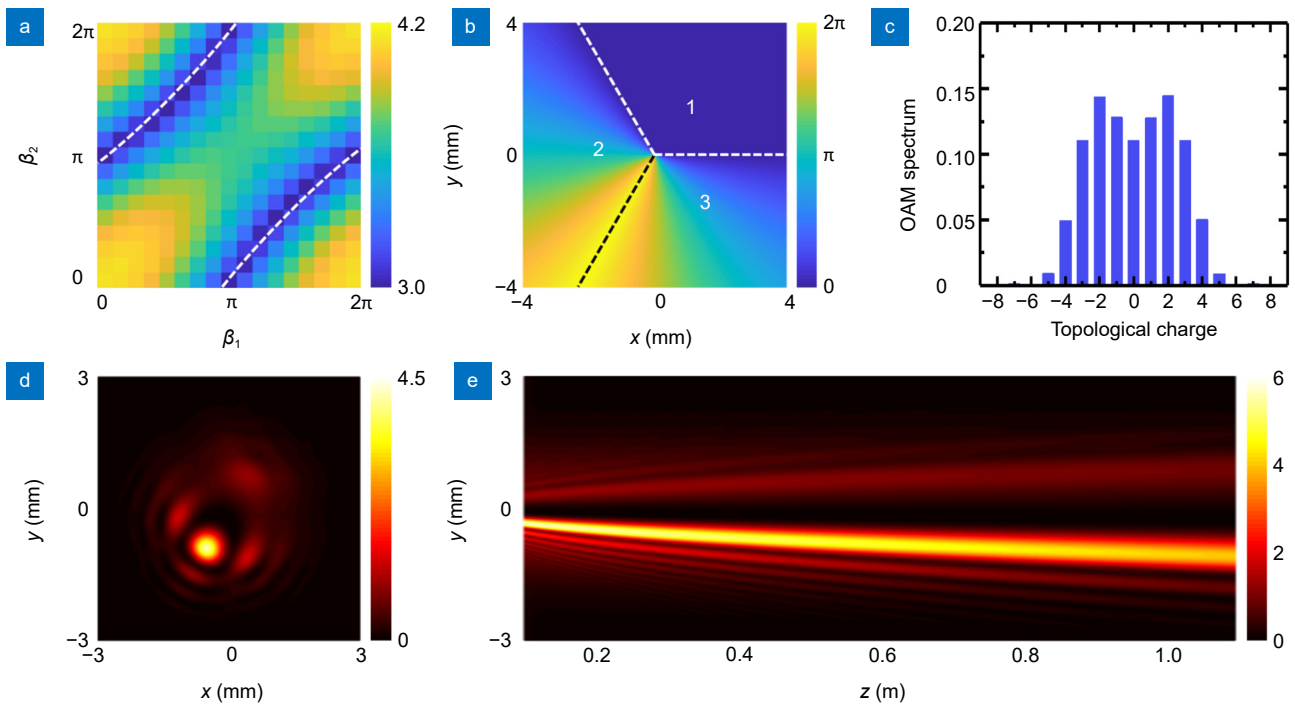 a
2π
π
0
β₂
0
π
2π
β₁
4.2
3.0
b
4
0
−4
y (mm)
1
2
3
−4
0
4
x (mm)
2π
π
0
c
0.20
0.15
0.10
0.05
0
OAM spectrum
−8 −6 −4 −2 0 2 4 6 8
Topological charge
d
3
0
−3
y (mm)
−3
0
3
x (mm)
4.5
0
e
3
0
−3
y (mm)
0.2 0.4 0.6 0.8 1.0
z (m)
6
4
2
0